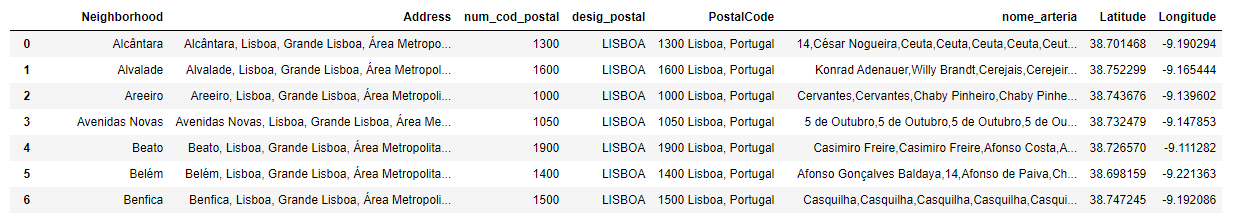 Neighborhood Address num_cod_postal desig_postal PostalCode nome_arteria Latitude Longitude
0 Alcântara Alcântara, Lisboa, Grande Lisboa, Área Metropo... 1300 LISBOA 1300 Lisboa, Portugal 14,César Nogueira,Ceuta,Ceuta,Ceuta,Ceuta,Ceut... 38.701468 -9.190294
1 Alvalade Alvalade, Lisboa, Grande Lisboa, Área Metropol... 1600 LISBOA 1600 Lisboa, Portugal Konrad Adenauer,Willy Brandt,Cerejais,Cerejeir... 38.752299 -9.165444
2 Areeiro Areeiro, Lisboa, Grande Lisboa, Área Metropoli... 1000 LISBOA 1000 Lisboa, Portugal Cervantes,Cervantes,Chaby Pinheiro,Chaby Pinhe... 38.743676 -9.139602
3 Avenidas Novas Avenidas Novas, Lisboa, Grande Lisboa, Área Me... 1050 LISBOA 1050 Lisboa, Portugal 5 de Outubro,5 de Outubro,5 de Outubro,5 de Ou... 38.732479 -9.147853
4 Beato Beato, Lisboa, Grande Lisboa, Área Metropolita... 1900 LISBOA 1900 Lisboa, Portugal Casimiro Freire,Casimiro Freire,Afonso Costa,A... 38.726570 -9.111282
5 Belém Belém, Lisboa, Grande Lisboa, Área Metropolita... 1400 LISBOA 1400 Lisboa, Portugal Afonso Gonçalves Baldaya,14,Afonso de Paiva,Ch... 38.698159 -9.221363
6 Benfica Benfica, Lisboa, Grande Lisboa, Área Metropolita... 1500 LISBOA 1500 Lisboa, Portugal Casquilha,Casquilha,Casquilha,Casquilha,Casqui... 38.747245 -9.192086